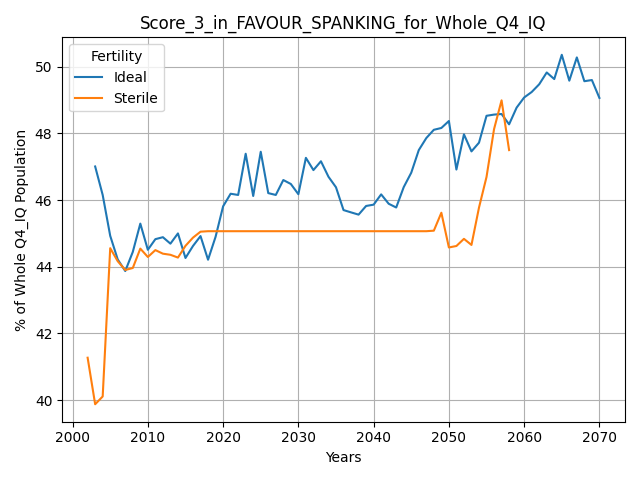 Score_3_in_FAVOUR_SPANKING_for_Whole_Q4_IQ
Fertility
Ideal
Sterile
% of Whole Q4_IQ Population
50
48
46
44
42
40
2000 2010 2020 2030 2040 2050 2060 2070
Years